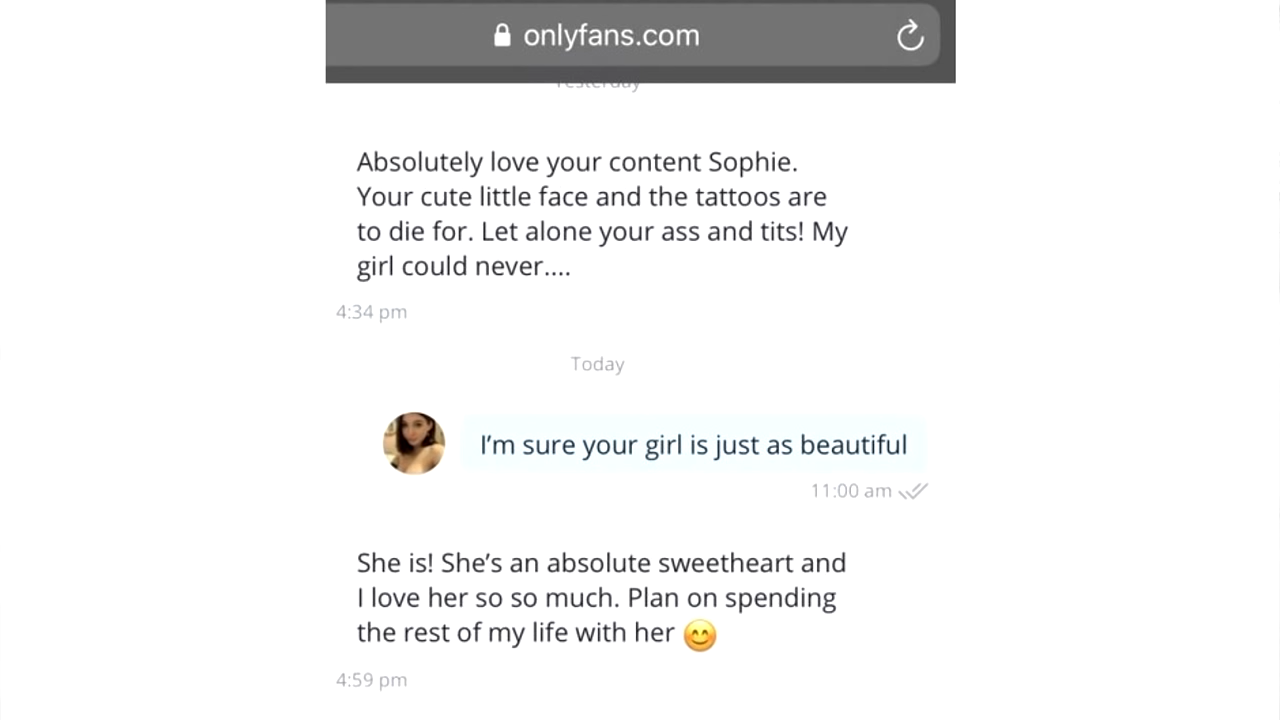 onlyfans.com
Yesterday
Absolutely love your content Sophie.
Your cute little face and the tattoos are
to die for. Let alone your ass and tits! My
girl could never....
4:34 pm
Today
I'm sure your girl is just as beautiful
11:00 am
She is! She's an absolute sweetheart and
I love her so so much. Plan on spending
the rest of my life with her 😊
4:59 pm